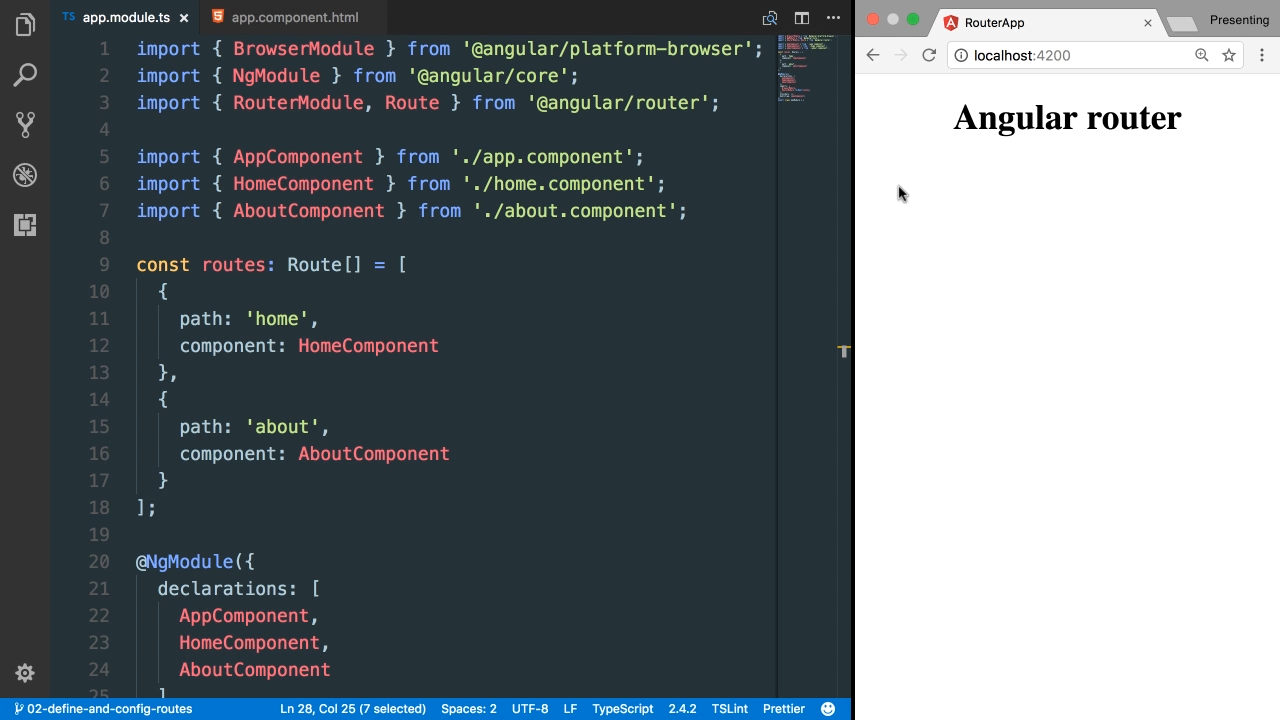 TS app.module.ts ×
app.component.html
1 import { BrowserModule } from '@angular/platform-browser';
2 import { NgModule } from '@angular/core';
3 import { RouterModule, Route } from '@angular/router';
4
5 import { AppComponent } from './app.component';
6 import { HomeComponent } from './home.component';
7 import { AboutComponent } from './about.component';
8
9 const routes: Route[] = [
10 {
11 path: 'home',
12 component: HomeComponent
13 },
14 {
15 path: 'about',
16 component: AboutComponent
17 }
18 ];
19
20 @NgModule({
21 declarations: [
22 AppComponent,
23 HomeComponent,
24 AboutComponent
25 ]
02-define-and-config-routes Ln 28, Col 25 (7 selected) Spaces: 2 UTF-8 LF TypeScript 2.4.2 TSLint Prettier
RouterApp × Presenting
localhost:4200
Angular router